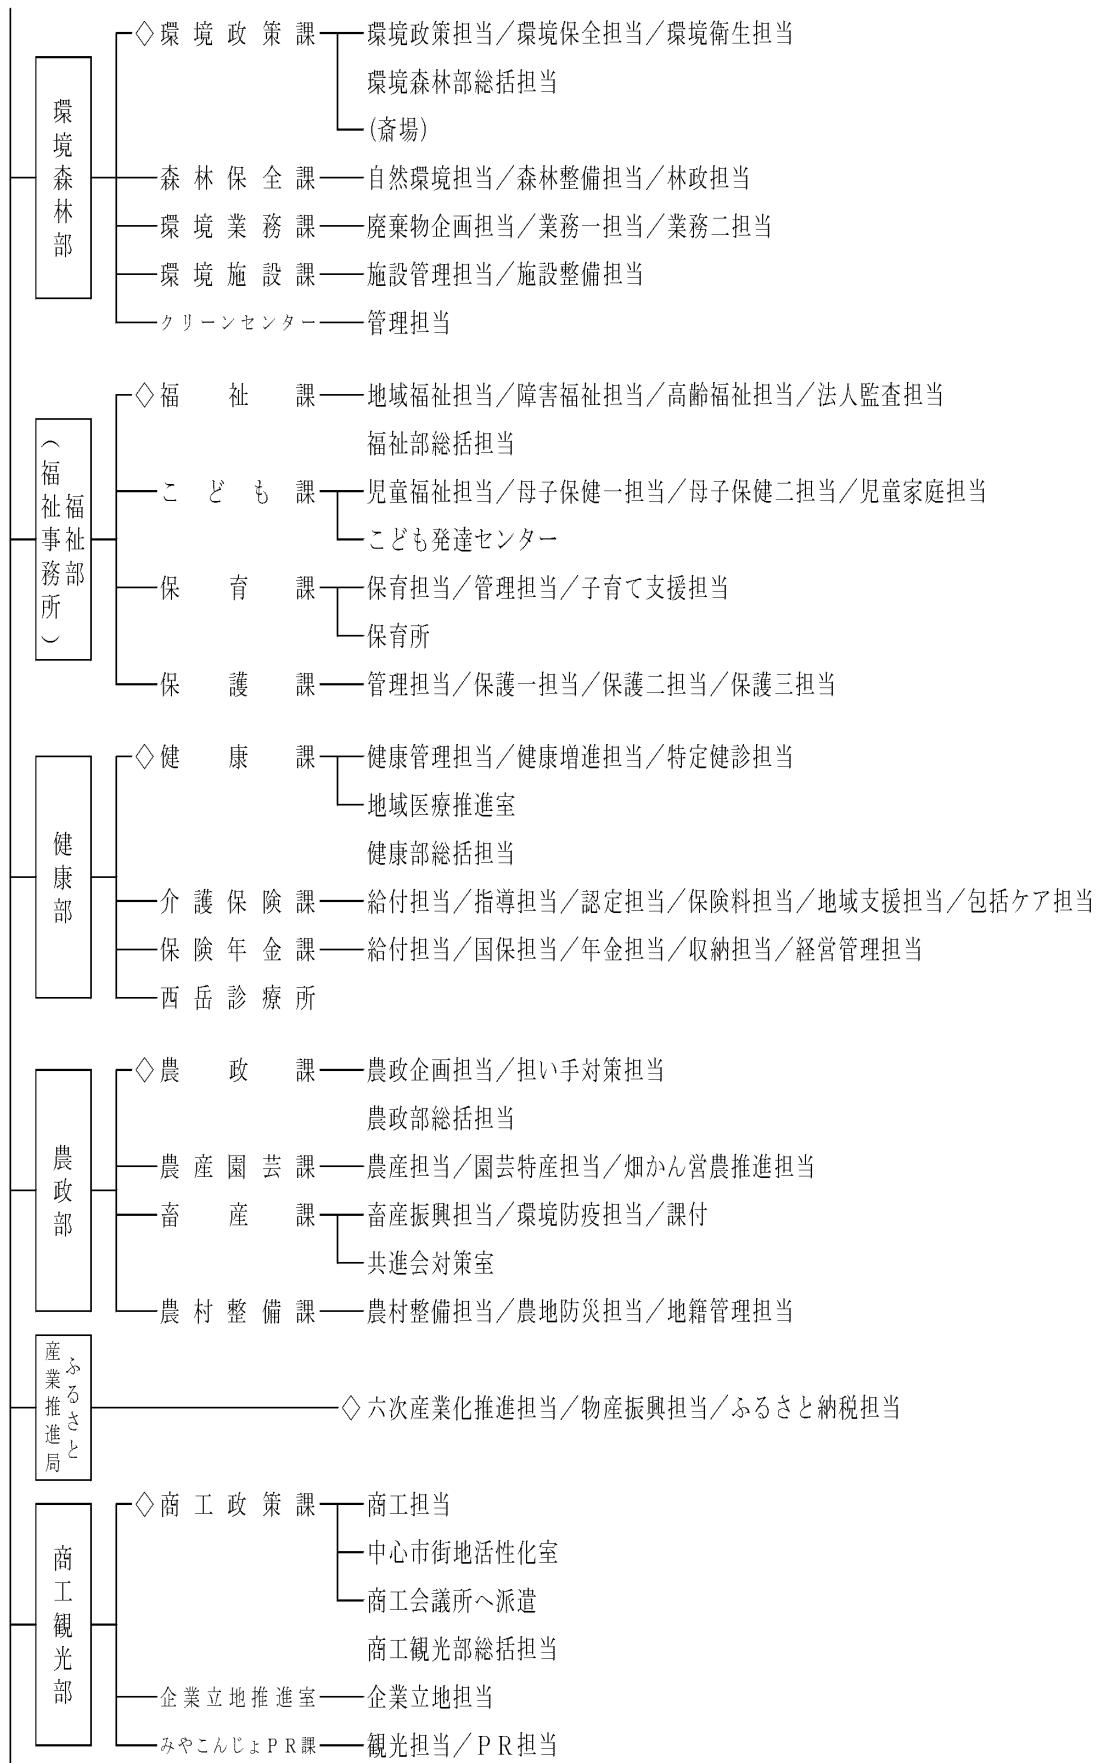 環境森林部
◇環境政策課 環境政策担当／環境保全担当／環境衛生担当
環境森林部総括担当
(斎場)
森林保全課 自然環境担当／森林整備担当／林政担当
環境業務課 廃棄物企画担当／業務一担当／業務二担当
環境施設課 施設管理担当／施設整備担当
クリーンセンター 管理担当
福祉部
（福祉事務所）
◇福祉課 地域福祉担当／障害福祉担当／高齢福祉担当／法人監査担当
福祉部総括担当
こども課 児童福祉担当／母子保健一担当／母子保健二担当／児童家庭担当
こども発達センター
保育課 保育担当／管理担当／子育て支援担当
保育所
保護課 管理担当／保護一担当／保護二担当／保護三担当
健康部
◇健康課 健康管理担当／健康増進担当／特定健診担当
地域医療推進室
健康部総括担当
介護保険課 給付担当／指導担当／認定担当／保険料担当／地域支援担当／包括ケア担当
保険年金課 給付担当／国保担当／年金担当／収納担当／経営管理担当
西岳診療所
農政部
◇農政課 農政企画担当／担い手対策担当
農政部総括担当
農産園芸課 農産担当／園芸特産担当／畑かん営農推進担当
畜産課 畜産振興担当／環境防疫担当／課付
共進会対策室
農村整備課 農村整備担当／農地防災担当／地籍管理担当
ふるさと
産業推進局
◇六次産業化推進担当／物産振興担当／ふるさと納税担当
商工観光部
◇商工政策課 商工担当
中心市街地活性化室
商工会議所へ派遣
商工観光部総括担当
企業立地推進室 企業立地担当
みやこんじょＰＲ課 観光担当／ＰＲ担当